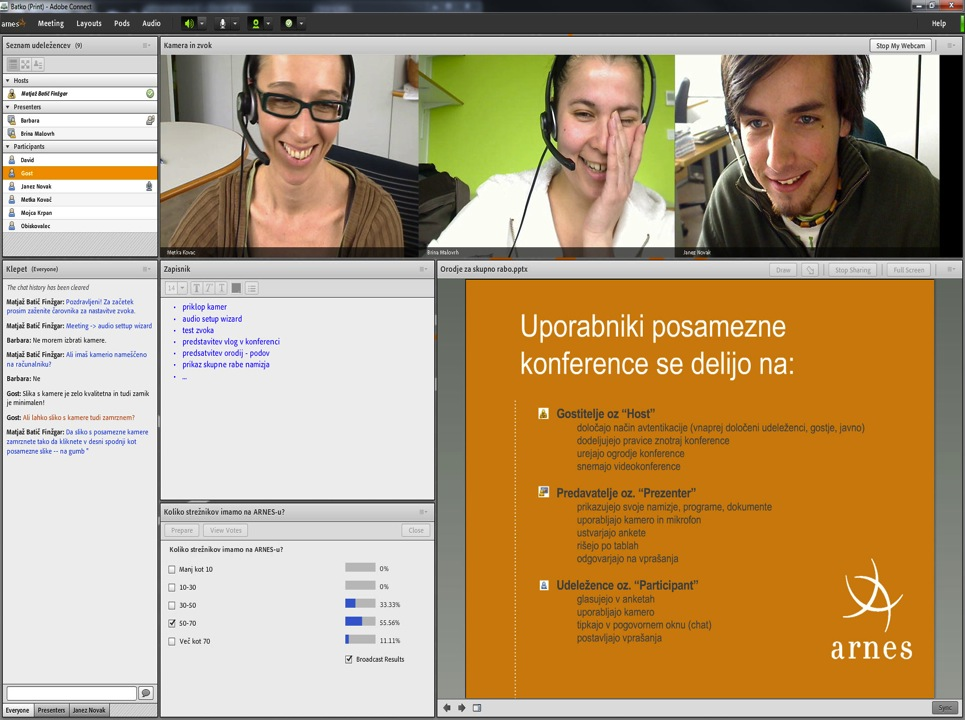 Batko (Print) - Adobe Connect
arnes
Meeting Layouts Pods Audio
Help
Seznam udeležencev (9)
Hosts
Matjaž Batič Finžgar
Presenters
Barbara
Brina Malovrh
Participants
David
Gost
Janez Novak
Metka Kovač
Mojca Krpan
Obiskovalec
Kamera in zvok
Stop My Webcam
Metka Kovac
Brina Malovrh
Janez Novak
Klepet (Everyone)
The chat history has been cleared
Matjaž Batič Finžgar: Pozdravljeni! Za začetek
prosim zaženite čarovnika za nastavitve zvoka.
Matjaž Batič Finžgar: Meeting -> audio settup wizard
Barbara: Ne morem izbrati kamere.
Matjaž Batič Finžgar: Ali imaš kamerio nameščeno
na računalniku?
Barbara: Ne
Gost: Slika s kamere je zelo kvalitetna in tudi zamik
je minimalen!
Gost: Ali lahko sliko s kamere tudi zamrznem?
Matjaž Batič Finžgar: Da sliko s posamezne kamere
zamrznete tako da kliknete v desni spodnji kot
posamezne slike -- na gumb "
Everyone Presenters Janez Novak
Zapisnik
14 T T T
• priklop kamer
• audio setup wizard
• test zvoka
• predstavitev vlog v konferenci
• predsatvitev orodij - podov
• prikaz skupne rabe namizja
• _
Koliko strežnikov imamo na ARNES-u?
Prepare View Votes Close
Koliko strežnikov imamo na ARNES-u?
Manj kot 10 0%
10-30 0%
30-50 33.33%
50-70 55.56%
Več kot 70 11.11%
Broadcast Results
Orodje za skupno rabo.pptx
Draw Stop Sharing Full Screen
Uporabniki posamezne
konference se delijo na:
Gostitelje oz “Host”
določajo način avtentikacije (vnaprej določeni udeleženci, gostje, javno)
dodeljujejo pravice znotraj konference
urejajo ogrodje konference
snemajo videokonference
Predavatelje oz. “Prezenter”
prikazujejo svoje namizje, programe, dokumente
uporabljajo kamero in mikrofon
ustvarjajo ankete
rišejo po tablah
odgovarjajo na vprašanja
Udeležence oz. “Participant”
glasujejo v anketah
uporabljajo kamero
tipkajo v pogovornem oknu (chat)
postavljajo vprašanja
arnes
Sync